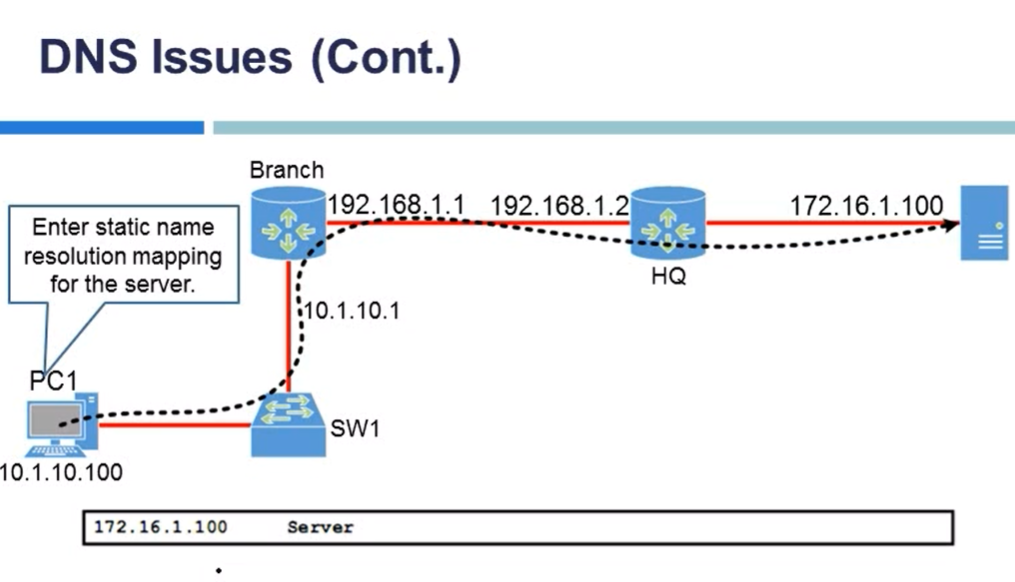 DNS Issues (Cont.)
Branch
192.168.1.1
192.168.1.2
172.16.1.100
Enter static name
resolution mapping
for the server.
HQ
10.1.10.1
PC1
SW1
10.1.10.100
172.16.1.100 Server